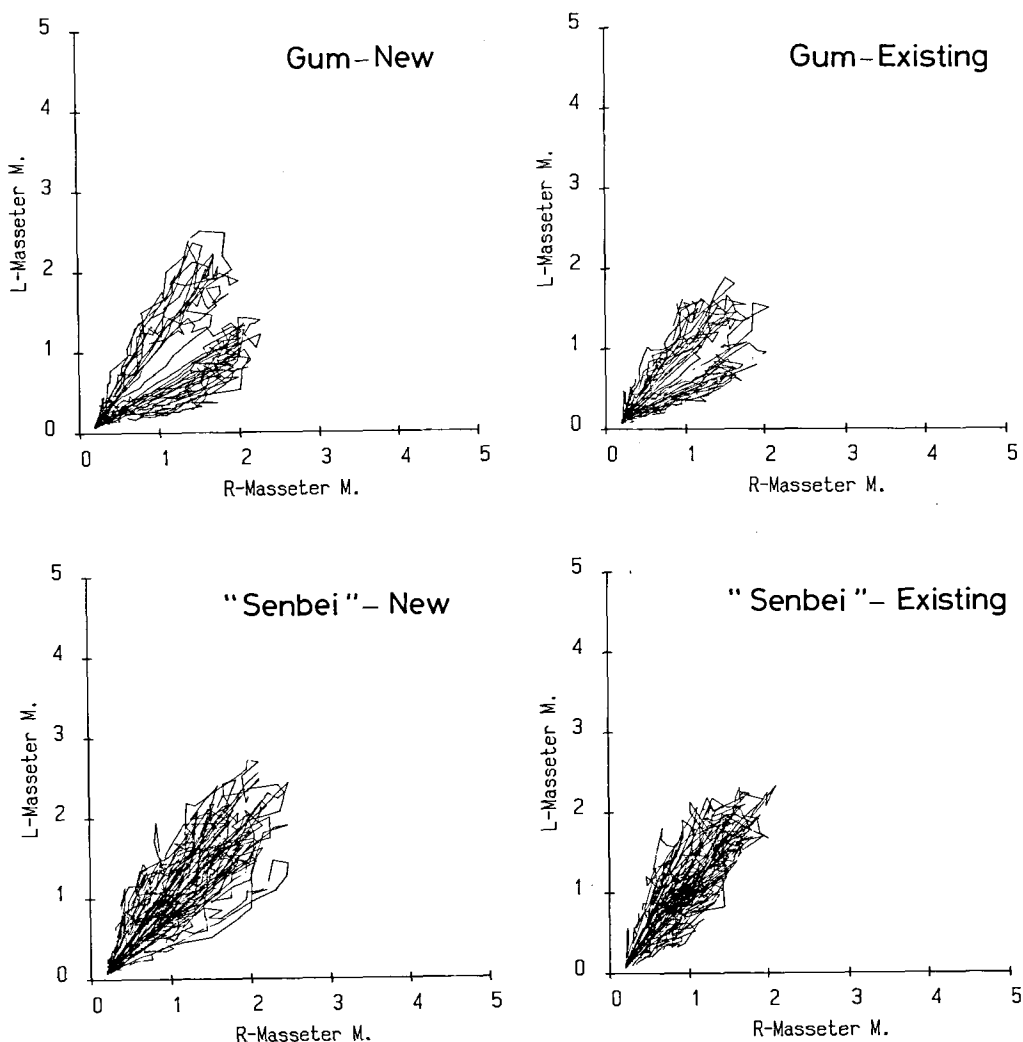 Gum-New
5
4
3
2
1
0
L-Masseter M.
0 1 2 3 4 5
R-Masseter M.
Gum-Existing
5
4
3
2
1
0
L-Masseter M.
0 1 2 3 4 5
R-Masseter M.
"Senbei"- New
5
4
3
2
1
0
L-Masseter M.
0 1 2 3 4 5
R-Masseter M.
"Senbei"- Existing
5
4
3
2
1
0
L-Masseter M.
0 1 2 3 4 5
R-Masseter M.